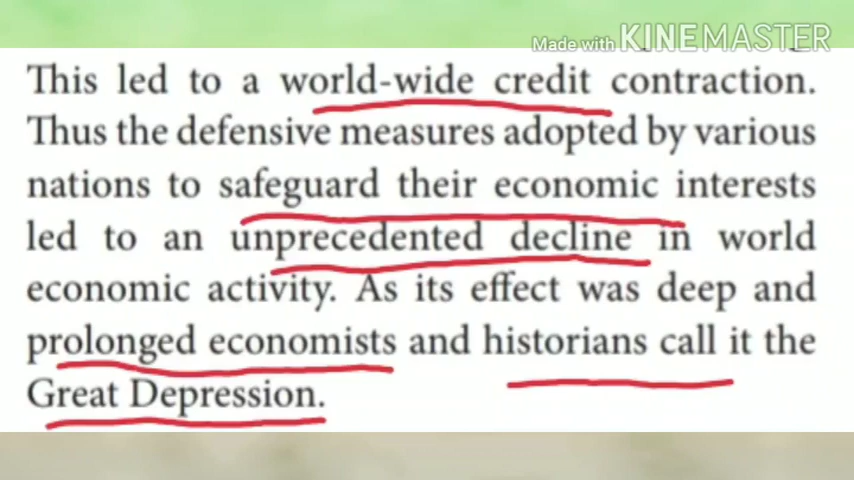 Made with KINEMASTER
This led to a world-wide credit contraction.
Thus the defensive measures adopted by various
nations to safeguard their economic interests
led to an unprecedented decline in world
economic activity. As its effect was deep and
prolonged economists and historians call it the
Great Depression.